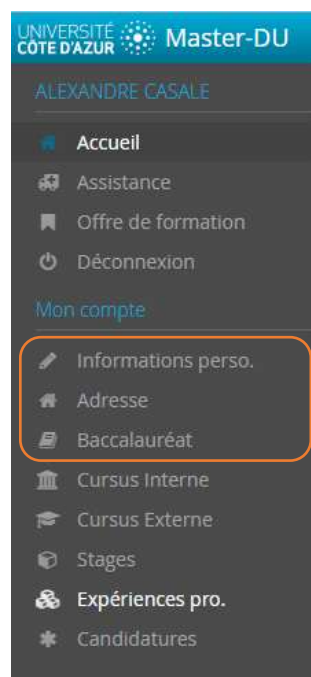 UNIVERSITÉ
CÔTE D'AZUR Master-DU
ALEXANDRE CASALE
Accueil
Assistance
Offre de formation
Déconnexion
Mon compte
Informations perso.
Adresse
Baccalauréat
Cursus Interne
Cursus Externe
Stages
Expériences pro.
Candidatures